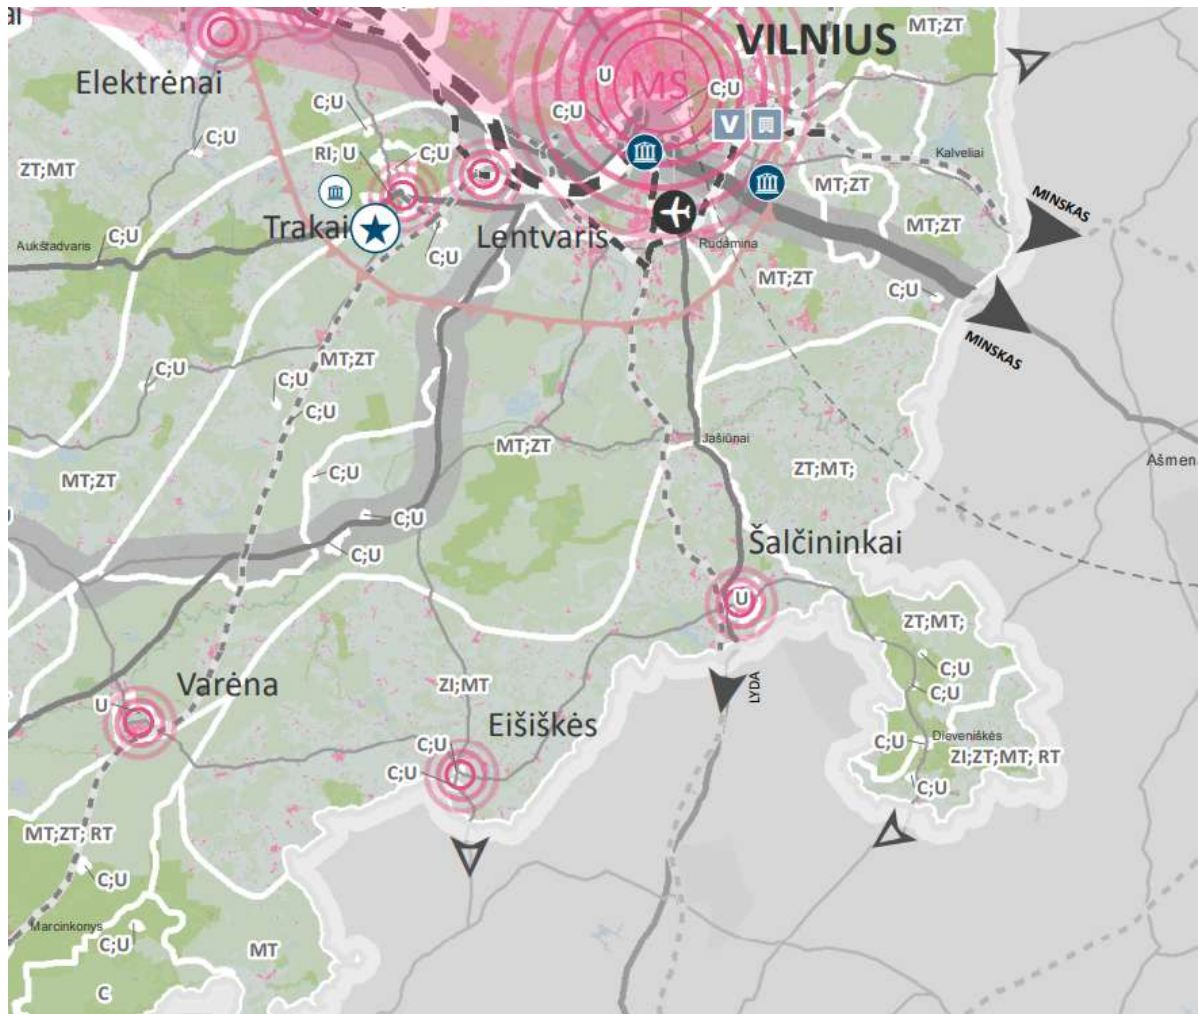 ai
VILNIUS
MT;ZT
Elektrėnai
U
MS
C;U
C;U
C;U
C;U
V
C;U
RI; U
C;U
Kalveliai
ZT;MT
MT;ZT
MINSKAS
Trakai
Lentvaris
Rudamina
MT;ZT
Aukštadvaris
C;U
C;U
MT;ZT
C;U
MINSKAS
MT;ZT
C;U
C;U
C;U
Jašiūnai
MT;ZT
Ašmen
C;U
ZT;MT;
MT;ZT
C;U
C;U
Šalčininkai
U
ZT;MT;
C;U
Varėna
ZI;MT
LYDA
C;U
U
Eišiškės
C;U
C;U
Dieveniškės
ZI;ZT;MT; RT
C;U
C;U
MT;ZT; RT
C;U
Marcinkonys
C;U
MT
C